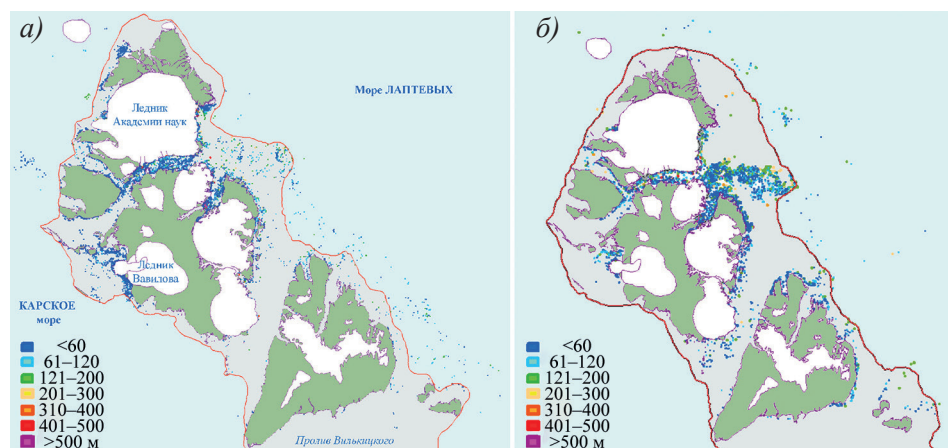 а)
Ледник
Академии наук
Море ЛАПТЕВЫХ
Ледник
Вавилова
КАРСКОЕ
море
<60
61–120
121–200
201–300
310–400
401–500
>500 м
Пролив Вилькицкого
б)
<60
61–120
121–200
201–300
310–400
401–500
>500 м